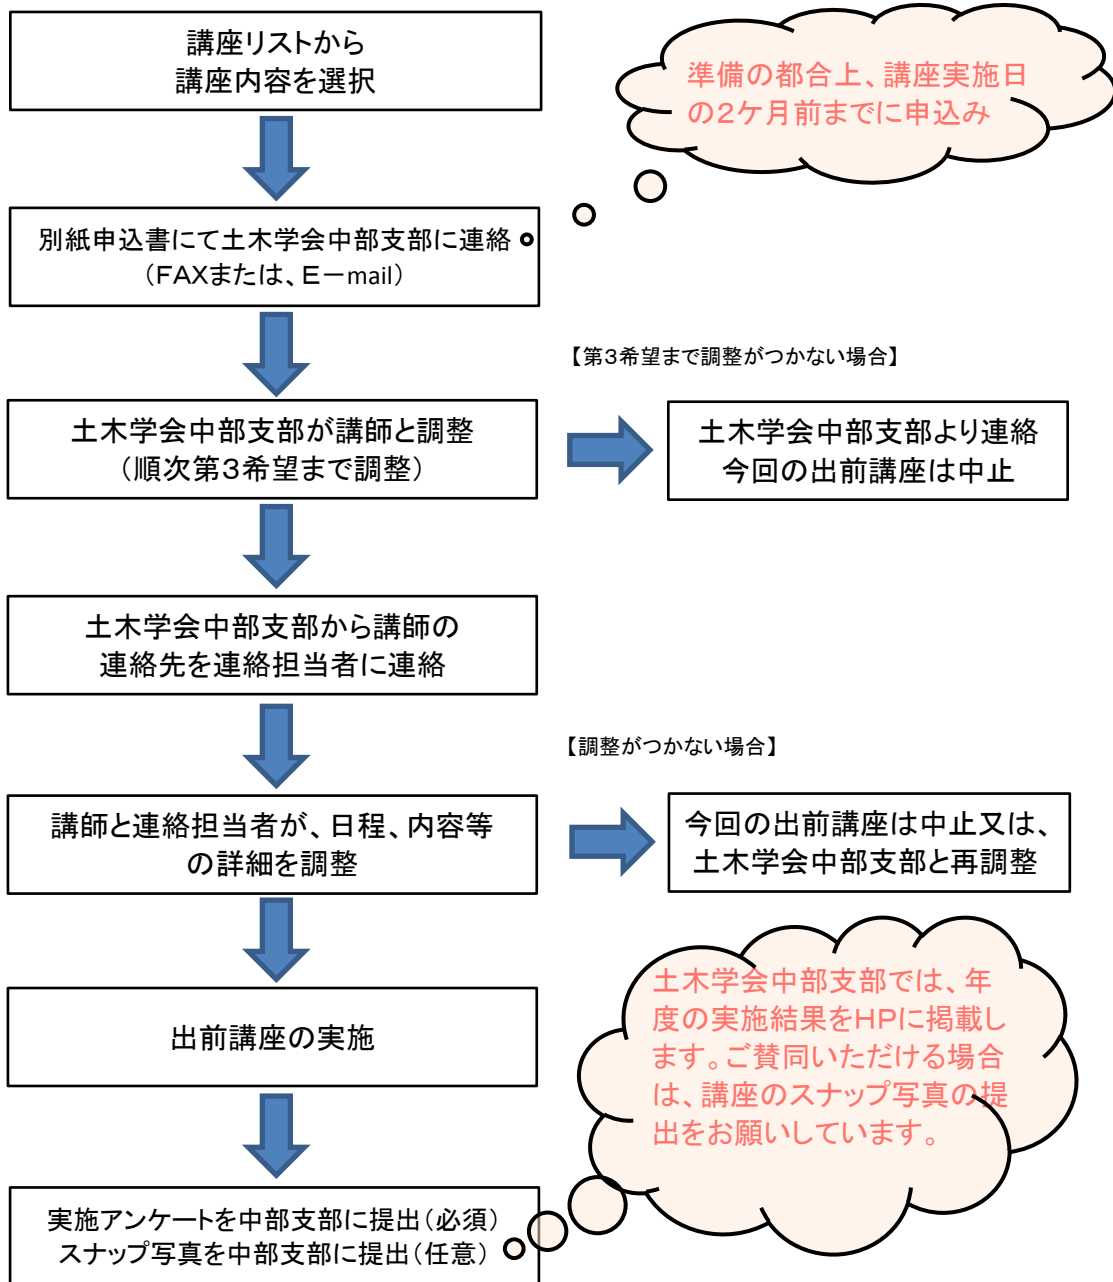 講座リストから
講座内容を選択
準備の都合上、講座実施日
の２ケ月前までに申込み
別紙申込書にて土木学会中部支部に連絡
（FAXまたは、E－mail）
【第３希望まで調整がつかない場合】
土木学会中部支部が講師と調整
（順次第３希望まで調整）
土木学会中部支部より連絡
今回の出前講座は中止
土木学会中部支部から講師の
連絡先を連絡担当者に連絡
【調整がつかない場合】
講師と連絡担当者が、日程、内容等
の詳細を調整
今回の出前講座は中止又は、
土木学会中部支部と再調整
出前講座の実施
土木学会中部支部では、年
度の実施結果をHPに掲載し
ます。ご賛同いただける場合
は、講座のスナップ写真の提
出をお願いしています。
実施アンケートを中部支部に提出（必須）
スナップ写真を中部支部に提出（任意）